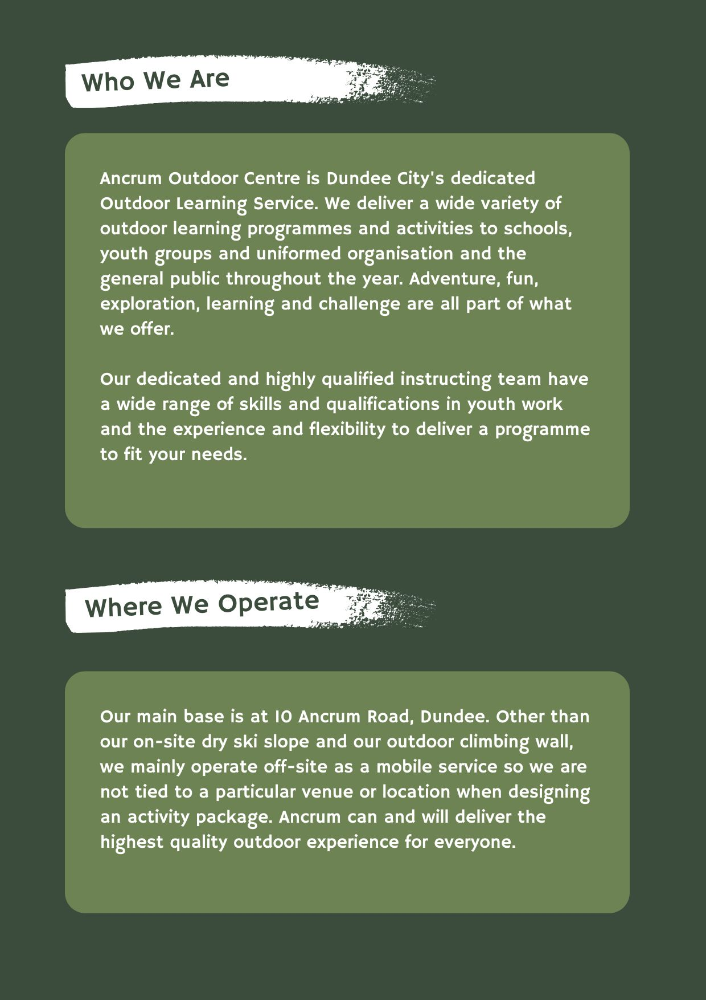 Who We Are
Ancrum Outdoor Centre is Dundee City's dedicated
Outdoor Learning Service. We deliver a wide variety of
outdoor learning programmes and activities to schools,
youth groups and uniformed organisation and the
general public throughout the year. Adventure, fun,
exploration, learning and challenge are all part of what
we offer.
Our dedicated and highly qualified instructing team have
a wide range of skills and qualifications in youth work
and the experience and flexibility to deliver a programme
to fit your needs.
Where We Operate
Our main base is at 10 Ancrum Road, Dundee. Other than
our on-site dry ski slope and our outdoor climbing wall,
we mainly operate off-site as a mobile service so we are
not tied to a particular venue or location when designing
an activity package. Ancrum can and will deliver the
highest quality outdoor experience for everyone.